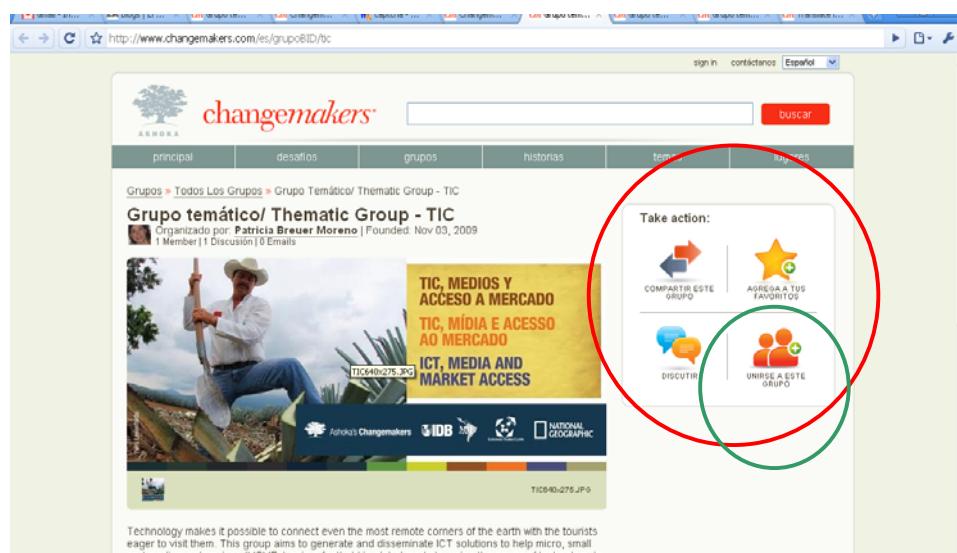 http://www.changemakers.com/es/grupoBID/tic
sign in contáctanos Español
ASHOKA
changemakers
buscar
principal desafíos grupos historias temas lugares
Grupos » Todos Los Grupos » Grupo Temático/ Thematic Group - TIC
Grupo temático/ Thematic Group - TIC
Organizado por: Patricia Breuer Moreno | Founded: Nov 03, 2009
1 Member | 1 Discusión | 0 Emails
TIC, MEDIOS Y
ACCESO A MERCADO
TIC, MÍDIA E ACESSO
AO MERCADO
ICT, MEDIA AND
MARKET ACCESS
TIC640x275.JPG
Ashoka's Changemakers IDB NATIONAL
GEOGRAPHIC
TIC640x275.JPG
Technology makes it possible to connect even the most remote corners of the earth with the tourists
eager to visit them. This group aims to generate and disseminate ICT solutions to help micro, small
Take action:
COMPARTIR ESTE
GRUPO
AGREGA A TUS
FAVORITOS
DISCUTIR
UNIRSE A ESTE
GRUPO